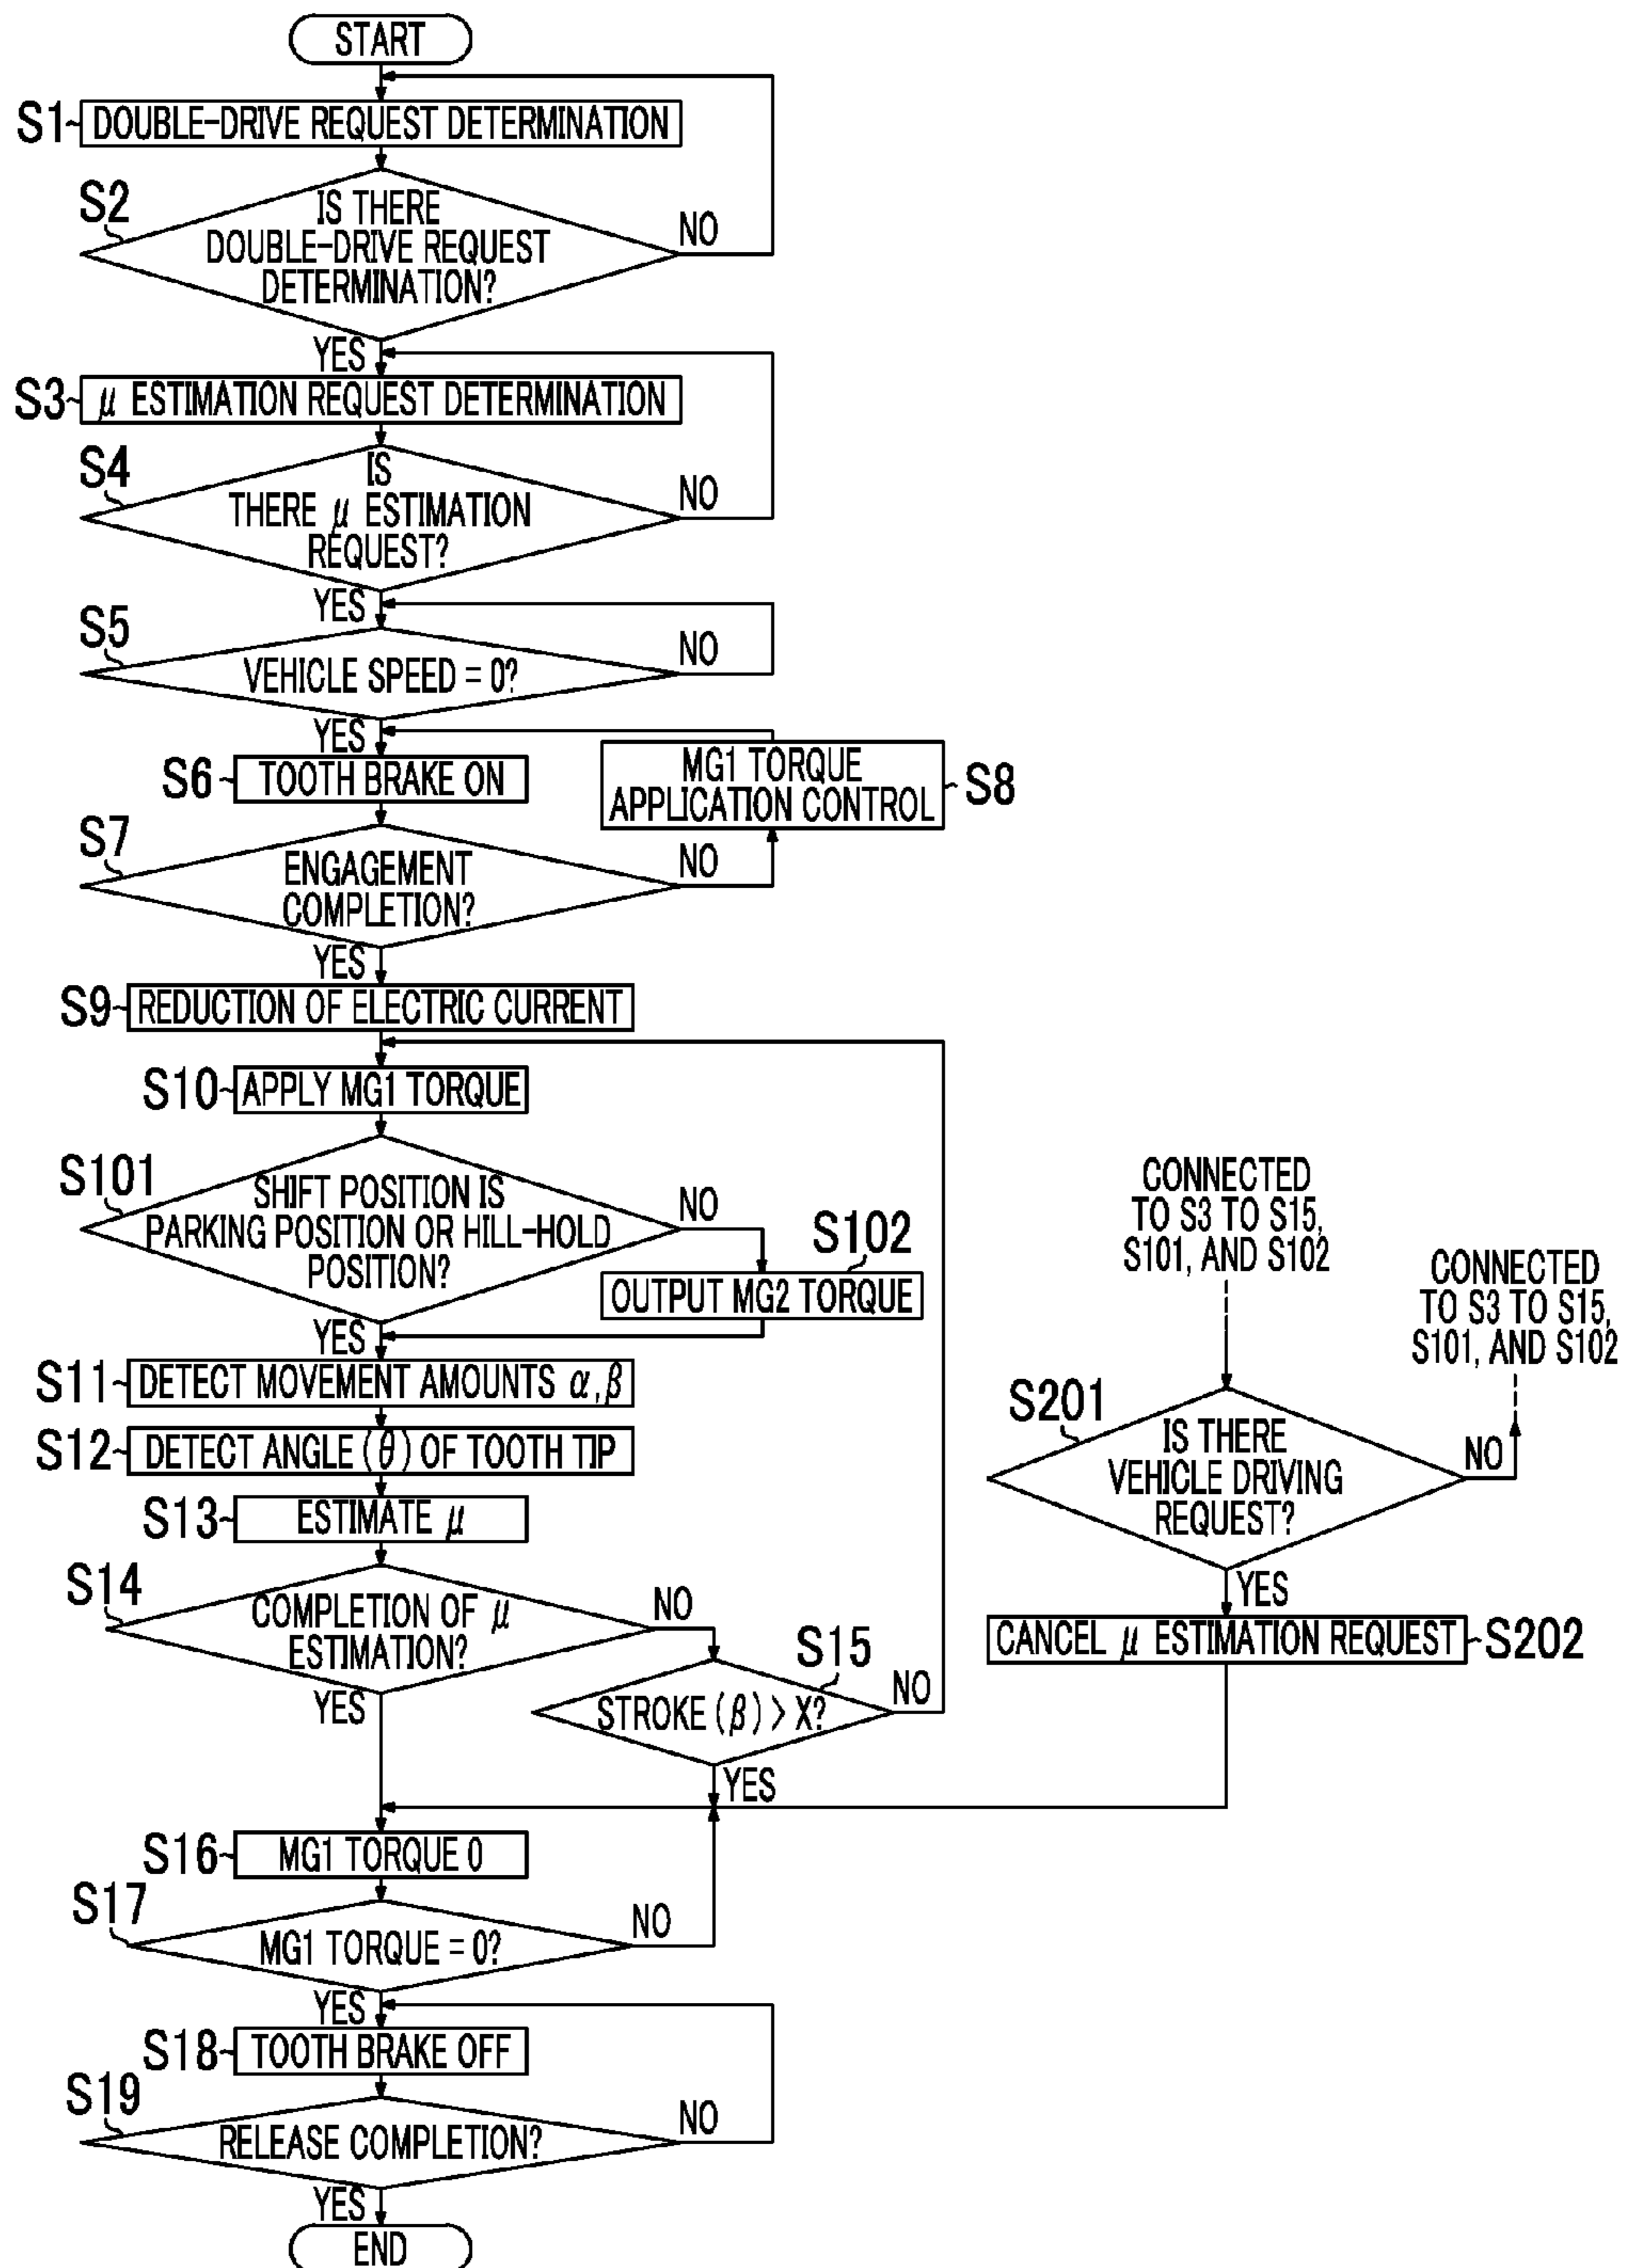 START
S1
DOUBLE-DRIVE REQUEST DETERMINATION
S2
IS THERE
DOUBLE-DRIVE REQUEST
DETERMINATION?
NO
YES
S3
μ ESTIMATION REQUEST DETERMINATION
S4
IS
THERE μ ESTIMATION
REQUEST?
NO
YES
S5
VEHICLE SPEED = 0?
NO
YES
S6
TOOTH BRAKE ON
MG1 TORQUE
APPLICATION CONTROL
S8
S7
ENGAGEMENT
COMPLETION?
NO
YES
S9
REDUCTION OF ELECTRIC CURRENT
S10
APPLY MG1 TORQUE
S101
SHIFT POSITION IS
PARKING POSITION OR HILL-HOLD
POSITION?
NO
S102
OUTPUT MG2 TORQUE
YES
S11
DETECT MOVEMENT AMOUNTS α,β
S12
DETECT ANGLE (θ) OF TOOTH TIP
S13
ESTIMATE μ
S14
COMPLETION OF μ
ESTIMATION?
NO
YES
S15
STROKE (β) > X?
NO
YES
CONNECTED
TO S3 TO S15,
S101, AND S102
CONNECTED
TO S3 TO S15,
S101, AND S102
S201
IS THERE
VEHICLE DRIVING
REQUEST?
NO
YES
CANCEL μ ESTIMATION REQUEST
S202
S16
MG1 TORQUE 0
S17
MG1 TORQUE = 0?
NO
YES
S18
TOOTH BRAKE OFF
S19
RELEASE COMPLETION?
NO
YES
END